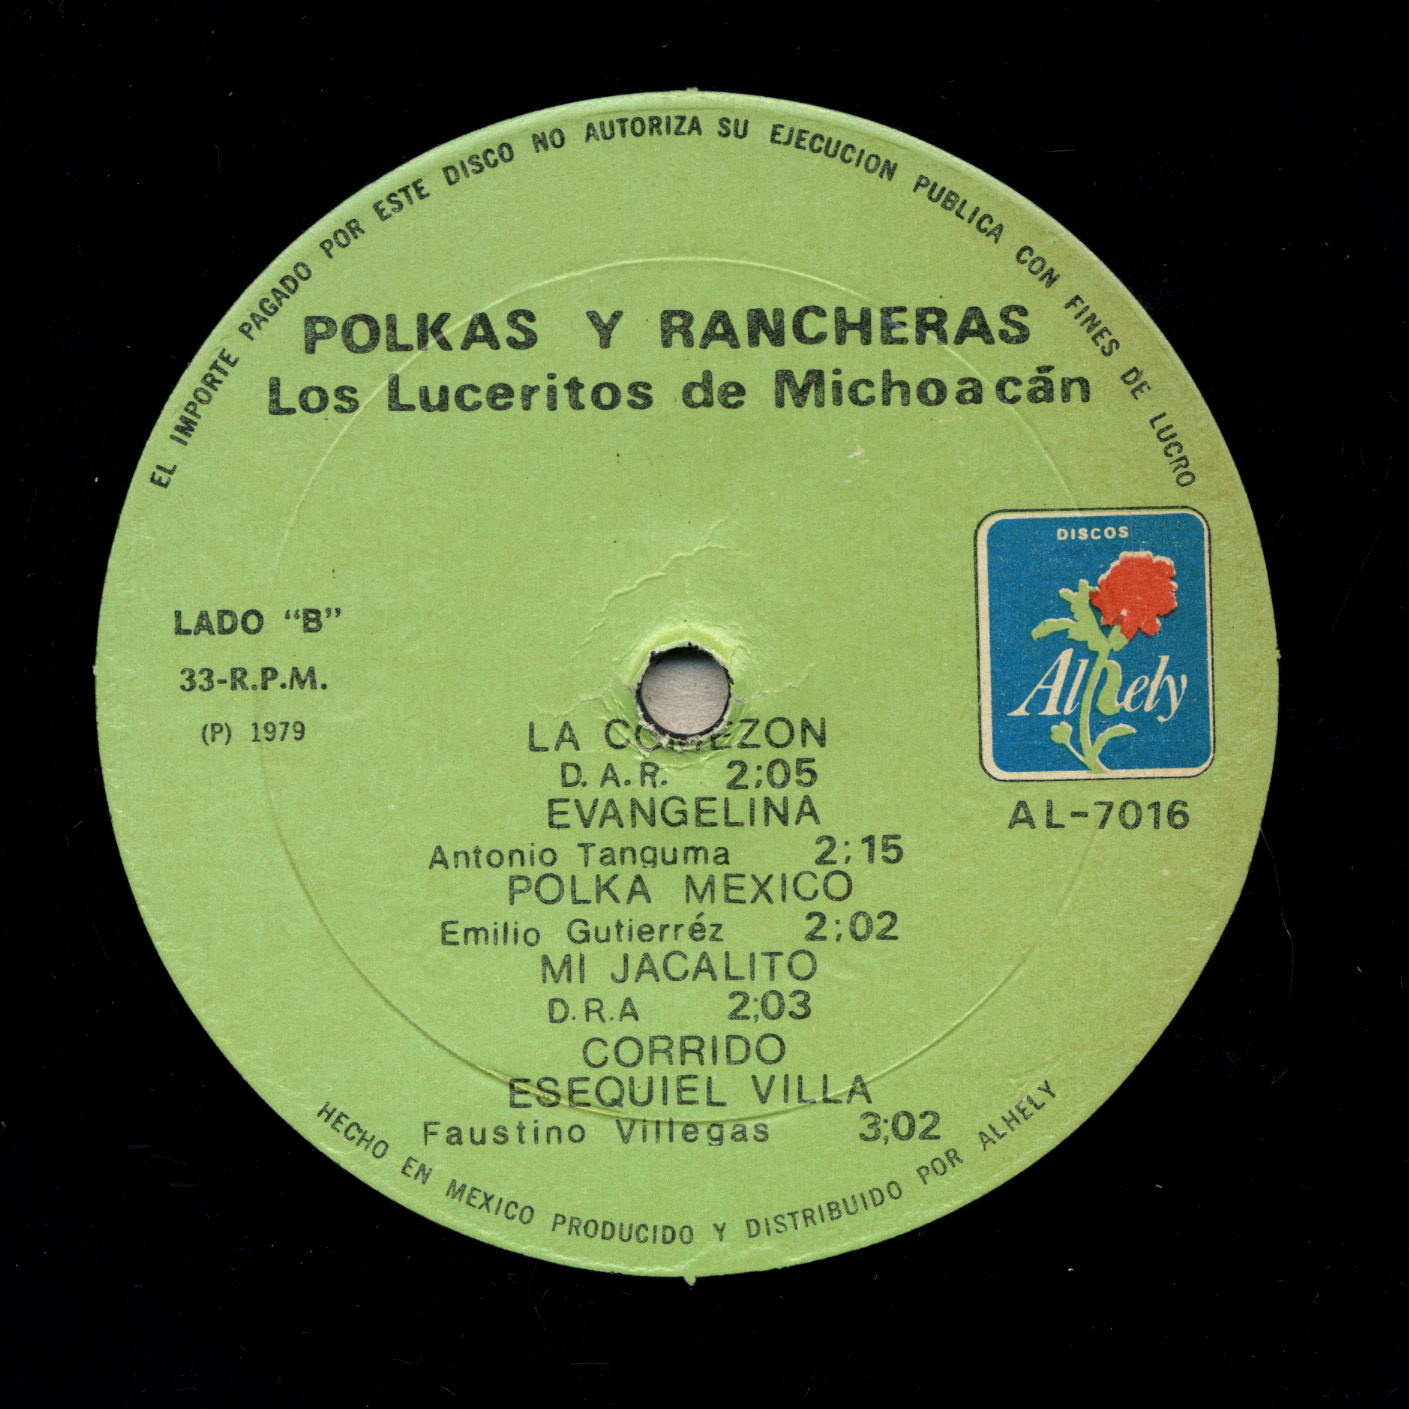 EL IMPORTE PAGADO POR ESTE DISCO NO AUTORIZA SU EJECUCION PUBLICA CON FINES DE LUCRO
POLKAS Y RANCHERAS
Los Luceritos de Michoacán
DISCOS
Alhely
AL-7016
LADO “B”
33-R.P.M.
(P) 1979
LA
D. A. R. 2;05
EVANGELINA
Antonio Tanguma 2;15
POLKA MEXICO
Emilio Gutierréz 2;02
MI JACALITO
D.R.A 2;03
CORRIDO
ESEQUIEL VILLA
Faustino Villegas 3;02
HECHO EN MEXICO PRODUCIDO Y DISTRIBUIDO POR ALHELY